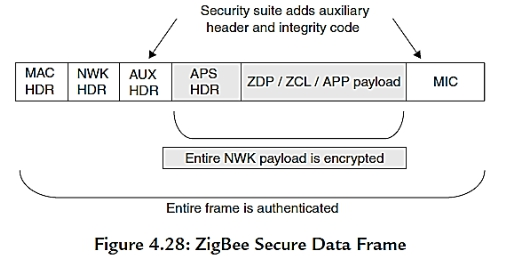 Security suite adds auxiliary
header and integrity code
MAC
HDR
NWK
HDR
AUX
HDR
APS
HDR
ZDP / ZCL / APP payload
MIC
Entire NWK payload is encrypted
Entire frame is authenticated
Figure 4.28: ZigBee Secure Data Frame